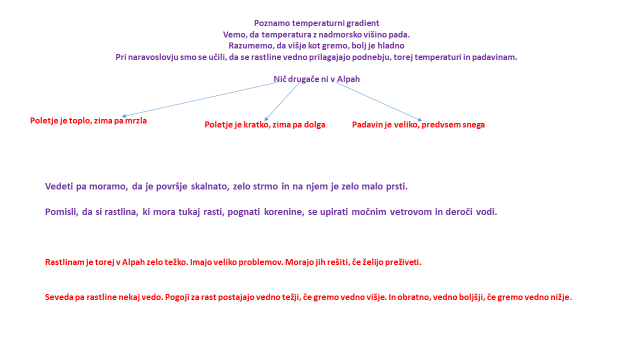 Poznamo temperaturni gradient
Vemo, da temperatura z nadmorsko višino pada.
Razumemo, da višje kot gremo, bolj je hladno
Pri naravoslovju smo se učili, da se rastline vedno prilagajajo podnebju, torej temperaturi in padavinam.
Nič drugače ni v Alpah
Poletje je toplo, zima pa mrzla
Poletje je kratko, zima pa dolga
Padavin je veliko, predvsem snega
Vedeti pa moramo, da je površje skalnato, zelo strmo in na njem je zelo malo prsti.
Pomisli, da si rastlina, ki mora tukaj rasti, pognati korenine, se upirati močnim vetrovom in deroči vodi.
Rastlinam je torej v Alpah zelo težko. Imajo veliko problemov. Morajo jih rešiti, če želijo preživeti.
Seveda pa rastline nekaj vedo. Pogoji za rast postajajo vedno težji, če gremo vedno višje. In obratno, vedno boljši, če gremo vedno nižje.